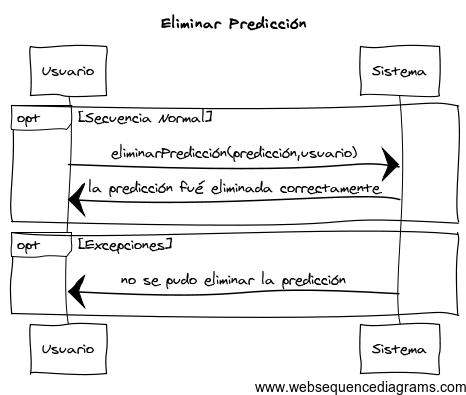 Eliminar Predicción
Usuario
Sistema
opt
[Secuencia Normal]
eliminarPredicción(predicción,usuario)
la predicción fué eliminada correctamente
opt
[Excepciones]
no se pudo eliminar la predicción
Usuario
Sistema
www.websequencediagrams.com